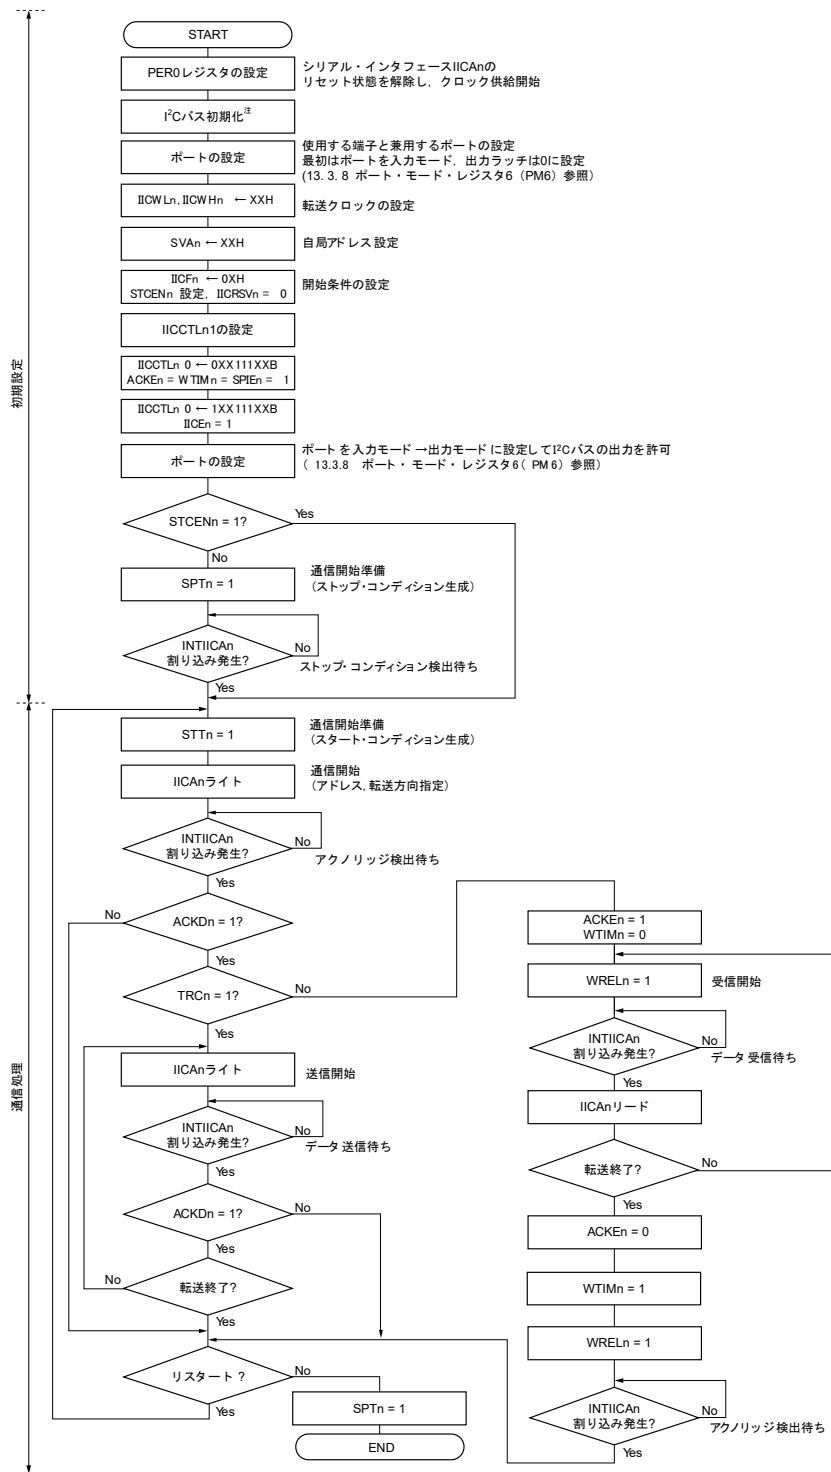 START
PER0レジスタの設定
シリアル・インタフェースIICAnの
リセット状態を解除し，クロック供給開始
I²Cバス初期化注
ポートの設定
使用する端子と兼用するポートの設定
最初はポートを入力モード，出力ラッチは0に設定
(13. 3. 8 ポート・モード・レジスタ6（PM6）参照）
IICWLn, IICWHn ← XXH
転送クロックの設定
SVAn ← XXH
自局アドレス設定
IICFn ← 0XH
STCENn 設定，IICRSVn = 0
開始条件の設定
IICCTLn1の設定
IICCTLn 0 ← 0XX111XXB
ACKEn = WTIMn = SPIEn = 1
IICCTLn 0 ← 1XX111XXB
IICEn = 1
ポートの設定
ポートを入力モード→出力モードに設定してI²Cバスの出力を許可
( 13.3.8 ポート・モード・レジスタ6( PM6) 参照）
初期設定
STCENn = 1?
Yes
No
SPTn = 1
通信開始準備
（ストップ・コンディション生成）
INTIICAn
割り込み発生?
No
ストップ・コンディション検出待ち
Yes
通信処理
STTn = 1
通信開始準備
（スタート・コンディション生成）
IICAnライト
通信開始
（アドレス, 転送方向指定）
INTIICAn
割り込み発生?
No
アクノリッジ検出待ち
Yes
ACKDn = 1?
No
Yes
TRCn = 1?
No
Yes
IICAnライト
送信開始
INTIICAn
割り込み発生?
No
データ送信待ち
Yes
ACKDn = 1?
No
Yes
転送終了?
No
Yes
リスタート ?
No
Yes
SPTn = 1
END
ACKEn = 1
WTIMn = 0
WRELn = 1
受信開始
INTIICAn
割り込み発生?
No
データ受信待ち
Yes
IICAnリード
転送終了?
No
Yes
ACKEn = 0
WTIMn = 1
WRELn = 1
INTIICAn
割り込み発生?
No
アクノリッジ検出待ち
Yes